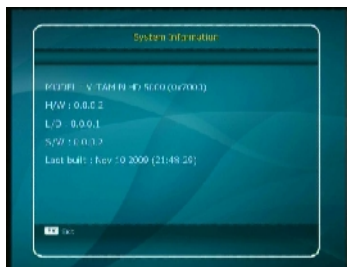 System Information
MODEL : VITAMIN HD 5000 (0x7003)
H/W : 0.0.0.2
L/D : 0.0.0.1
S/W : 0.0.0.2
Last built : Nov 10 2009 (21:48:29)
Exit